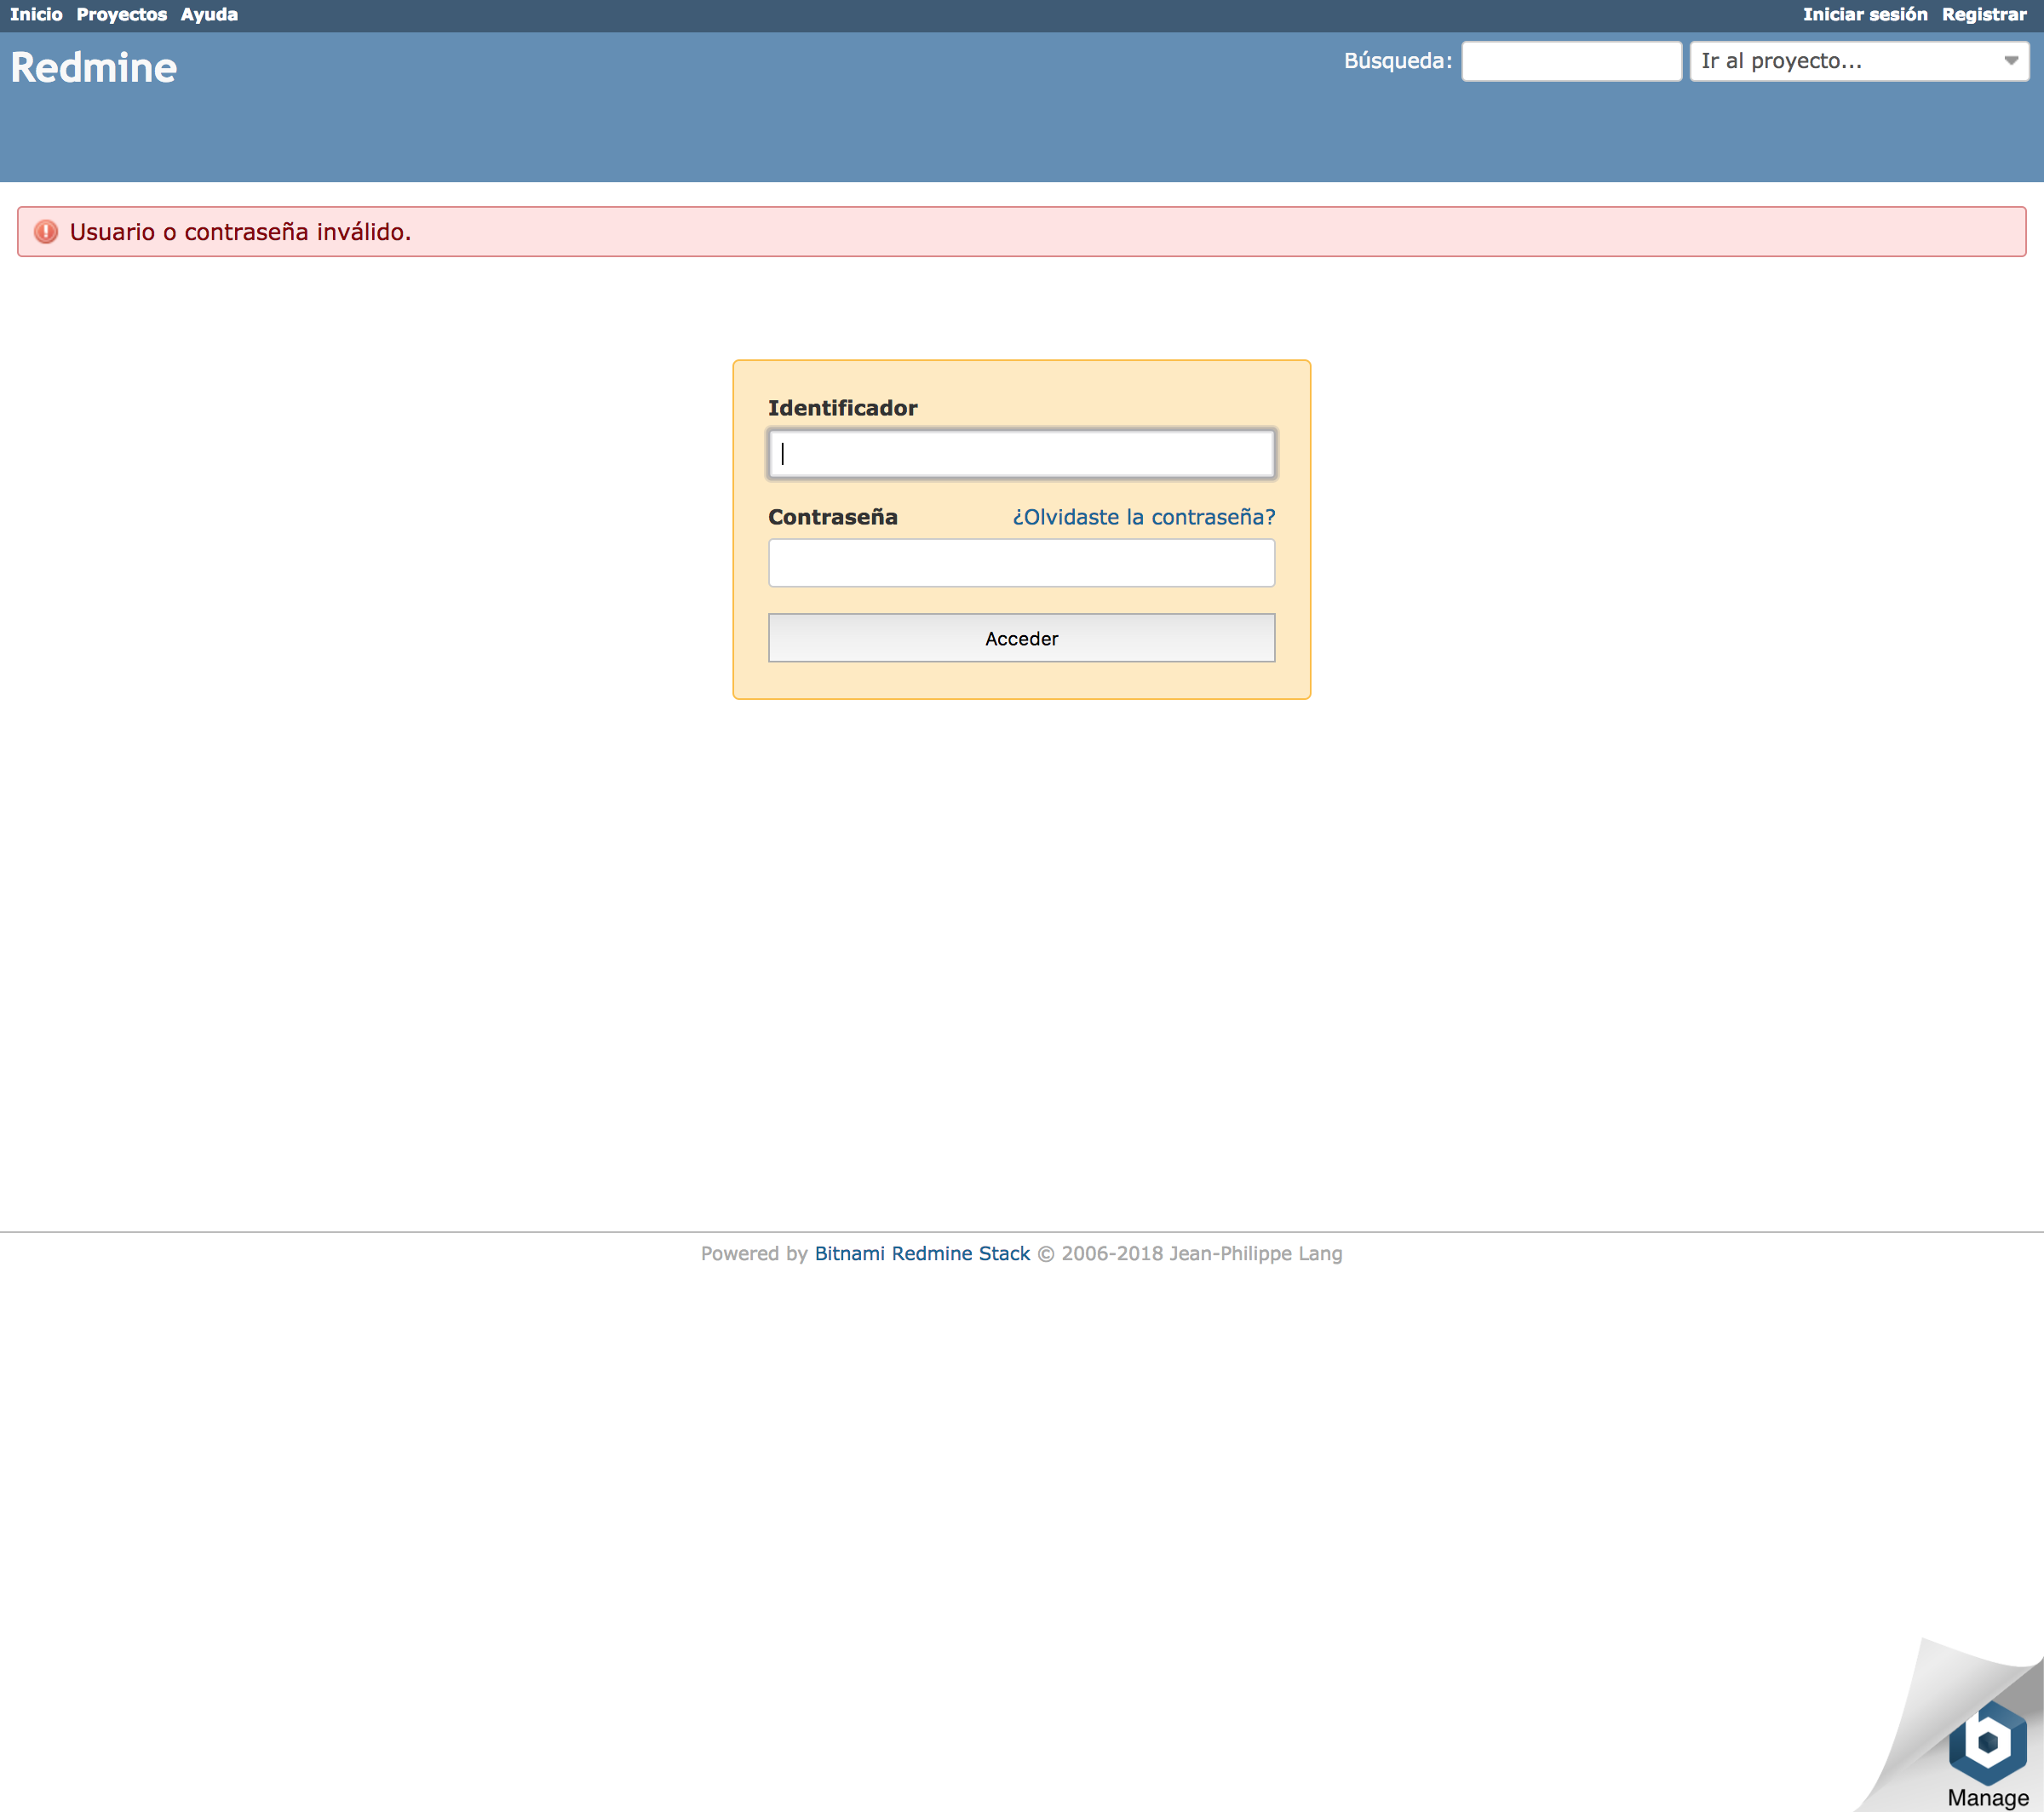 Inicio Proyectos Ayuda Iniciar sesión Registrar
Redmine Búsqueda: Ir al proyecto...
Usuario o contraseña inválido.
Identificador
Contraseña ¿Olvidaste la contraseña?
Acceder
Powered by Bitnami Redmine Stack © 2006-2018 Jean-Philippe Lang
b
Manage